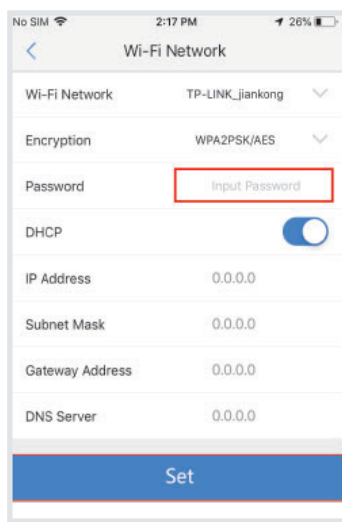 No SIM 2:17 PM 26%
Wi-Fi Network
Wi-Fi Network TP-LINK_jiankong
Encryption WPA2PSK/AES
Password Input Password
DHCP
IP Address 0.0.0.0
Subnet Mask 0.0.0.0
Gateway Address 0.0.0.0
DNS Server 0.0.0.0
Set